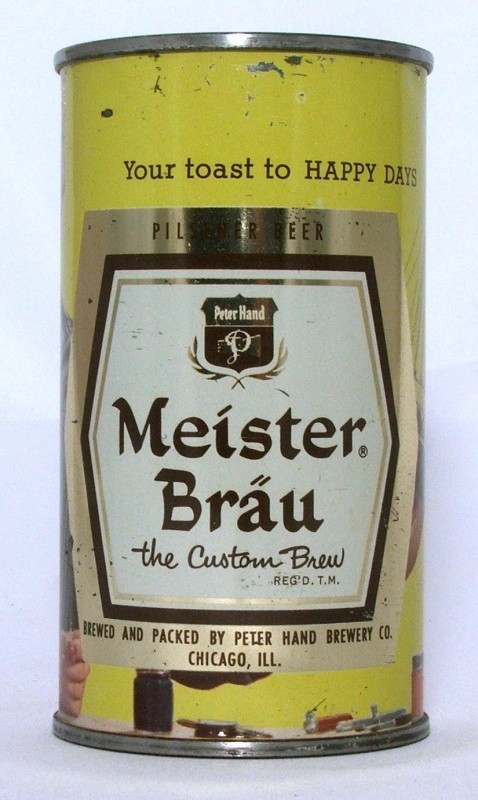 Your toast to HAPPY DAYS
PILSENER BEER
Peter Hand
P
Meister®
Bräu
the Custom Brew
REG'D. T.M.
BREWED AND PACKED BY PETER HAND BREWERY CO.
CHICAGO, ILL.